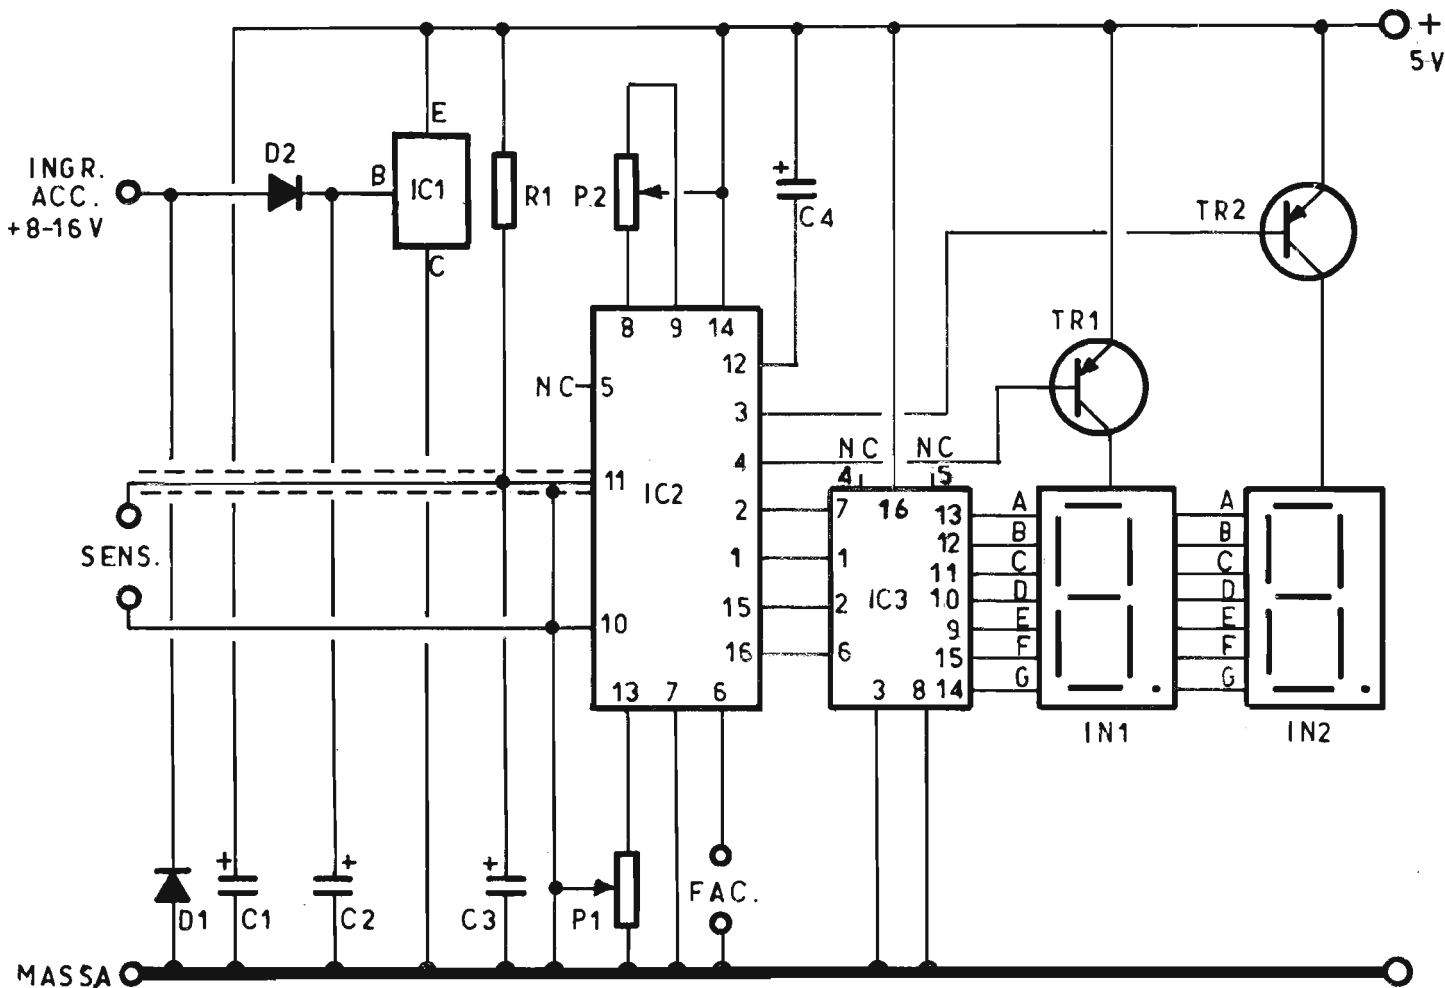 +
5-V
E
D2
INGR.
ACC.
+8-16 V
B
IC1
R1
P2
+
C4
TR2
C
TR1
8 9 14
12
NC 5
3
4
NC NC
4 5
11
IC2
2
7 16 13 A A
12 B B
1 1
11 C C
SENS.
IC3
10 D D
15 2
9 E E
10
16 6
15 F F
13 7 6
3 8 14 G G
IN1 IN2
+ + +
D1 C1 C2 C3 P1 FAC.
MASSA